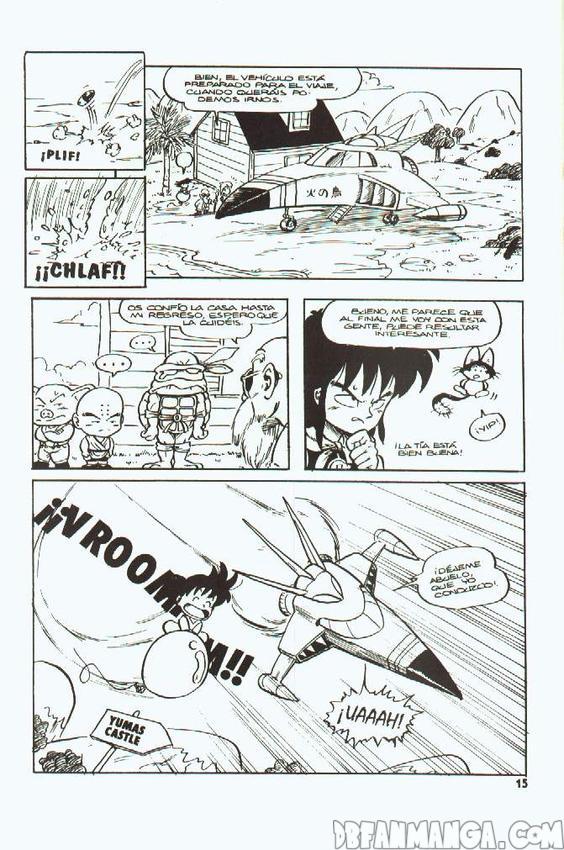 ¡PLIF!
¡¡CHLAF!!
BIEN, EL VEHÍCULO ESTÁ
PREPARADO PARA EL VIAJE,
CUANDO QUERÁIS PO-
DEMOS IRNOS.
火の鳥
OS CONFÍO LA CASA HASTA
MI REGRESO, ESPERO QUE
LA CUIDÉIS.
...
...
...
BUENO, ME PARECE QUE
AL FINAL ME VOY CON ESTA
GENTE, PUEDE RESULTAR
INTERESANTE.
¡YIP!
¡LA TÍA ESTÁ
BIEN BUENA!
¡¡VROOMMMM!!
¡DÉJEME
ABUELO,
QUE YO
CONDUZCO!
¡UAAAH!
YUMAS
CASTLE
15
DBFANMANGA.COM